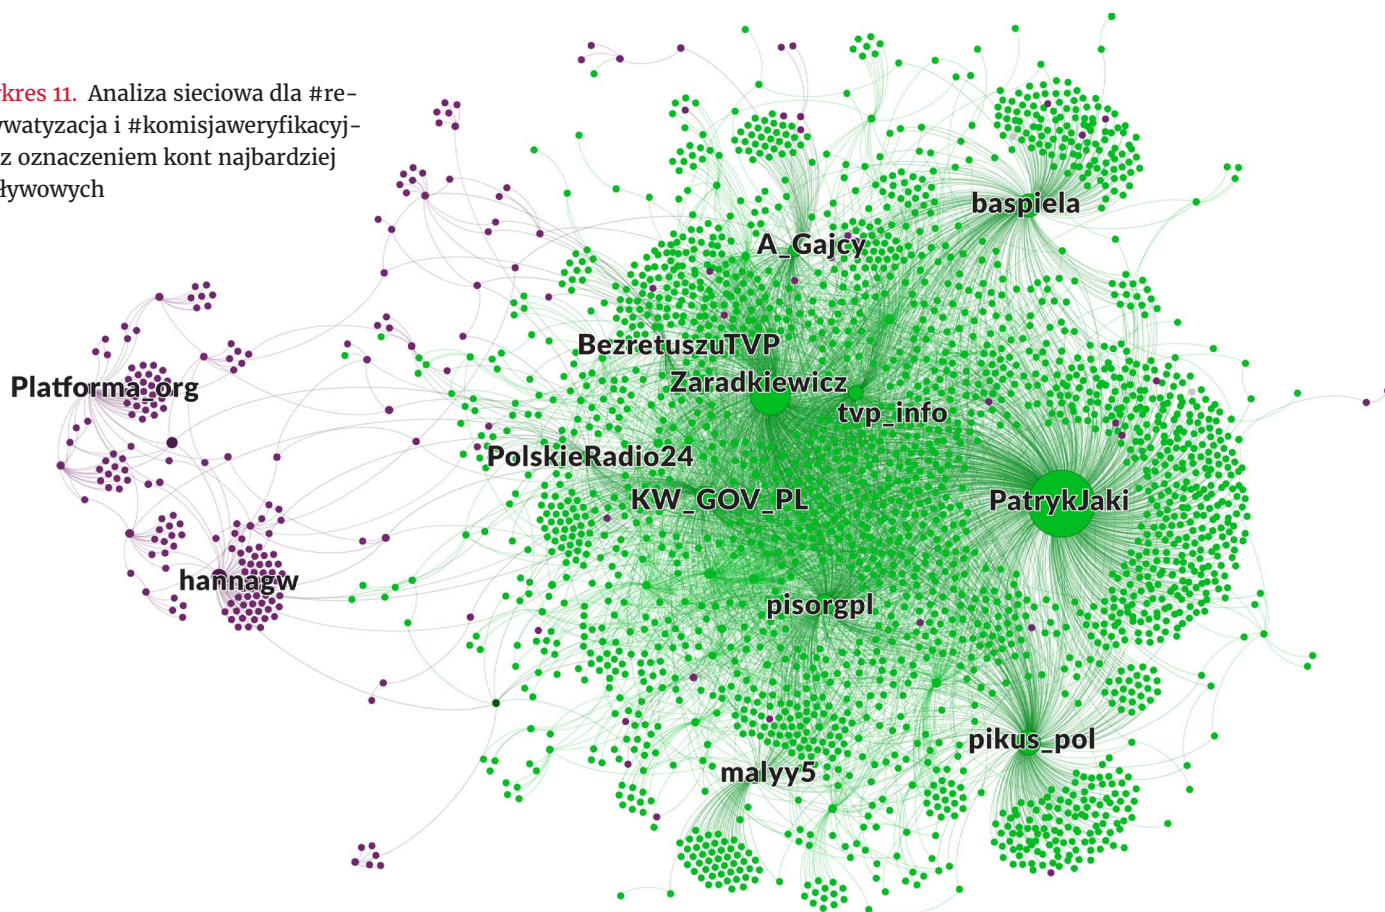 kres 11. Analiza sieciowa dla #re-
ywatyzacja i #komisjaweryfikacyj-
z oznaczeniem kont najbardziej
ływowych
baspiela
A_Gajcy
BezretuszuTVP
Zaradkiewicz
Platforma_org
tvp_info
PolskieRadio24
KW_GOV_PL
PatrykJaki
hannagw
pisorgpl
pikus_pol
malyy5